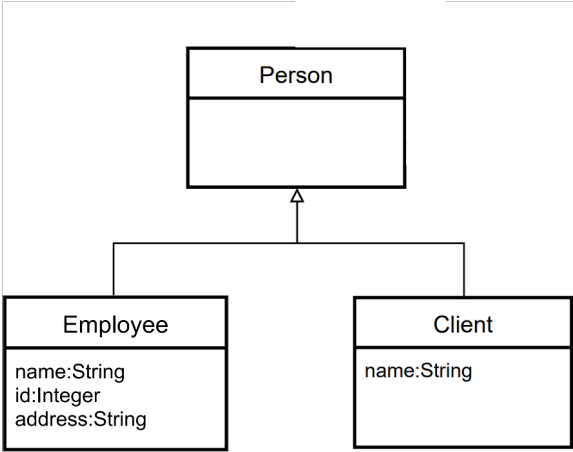 Person
Employee
name:String
id:Integer
address:String
Client
name:String